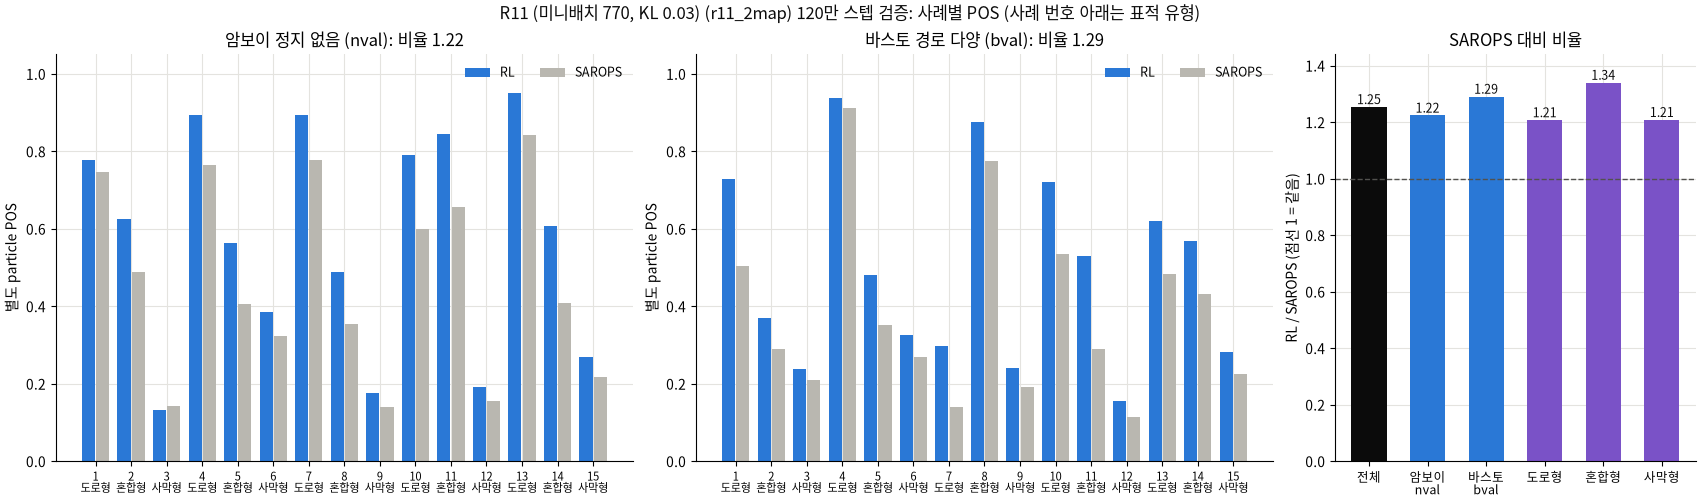 R11 (미니배치 770, KL 0.03) (r11_2map) 120만 스텝 검증: 사례별 POS (사례 번호 아래는 표적 유형)
암보이 정지 없음 (nval): 비율 1.22
RL
SAROPS
별도 particle POS
1.0
0.8
0.6
0.4
0.2
0.0
1 2 3 4 5 6 7 8 9 10 11 12 13 14 15
도로형 혼합형 사막형 도로형 혼합형 사막형 도로형 혼합형 사막형 도로형 혼합형 사막형 도로형 혼합형 사막형
바스토 경로 다양 (bval): 비율 1.29
RL
SAROPS
별도 particle POS
1.0
0.8
0.6
0.4
0.2
0.0
1 2 3 4 5 6 7 8 9 10 11 12 13 14 15
도로형 혼합형 사막형 도로형 혼합형 사막형 도로형 혼합형 사막형 도로형 혼합형 사막형 도로형 혼합형 사막형
SAROPS 대비 비율
RL / SAROPS (점선 1 = 같음)
1.4
1.2
1.0
0.8
0.6
0.4
0.2
0.0
1.25 1.22 1.29 1.21 1.34 1.21
전체 암보이 바스토 도로형 혼합형 사막형
nval bval